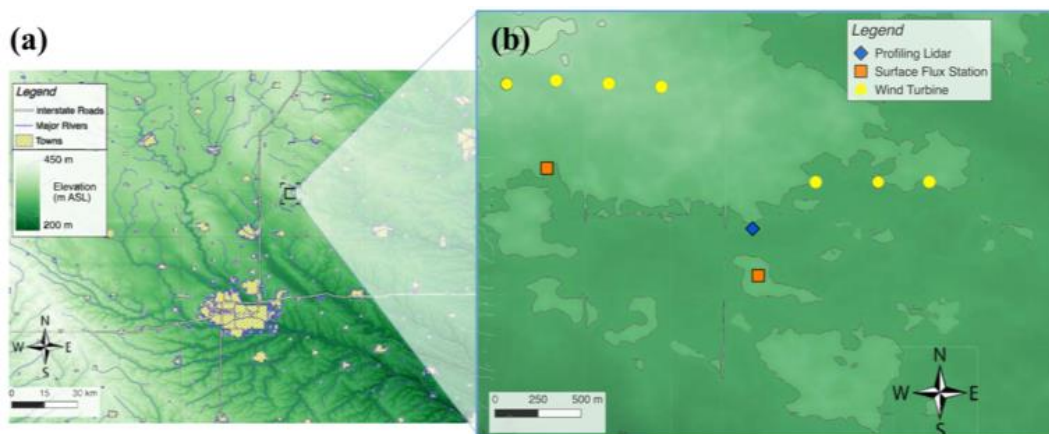 (a)
Legend
Interstate Roads
Major Rivers
Towns
450 m
Elevation
(m ASL)
200 m
N
W E
S
0 15 30 km
(b)
Legend
Profiling Lidar
Surface Flux Station
Wind Turbine
0 250 500 m
N
W E
S